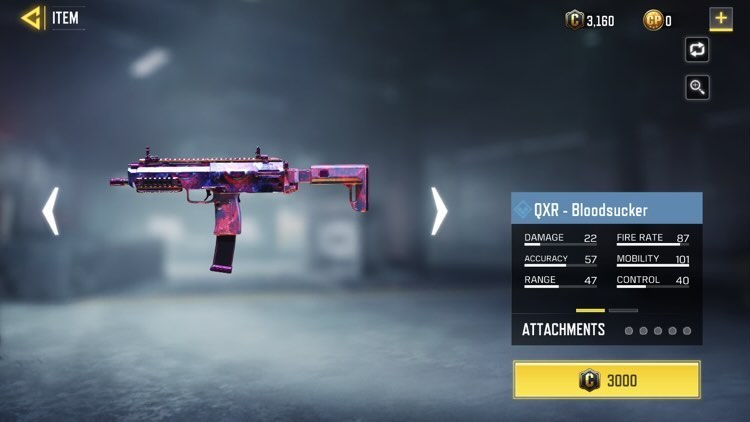 ITEM
C 3,160
CP 0
+
QXR - Bloodsucker
DAMAGE 22 FIRE RATE 87
ACCURACY 57 MOBILITY 101
RANGE 47 CONTROL 40
ATTACHMENTS
C 3000